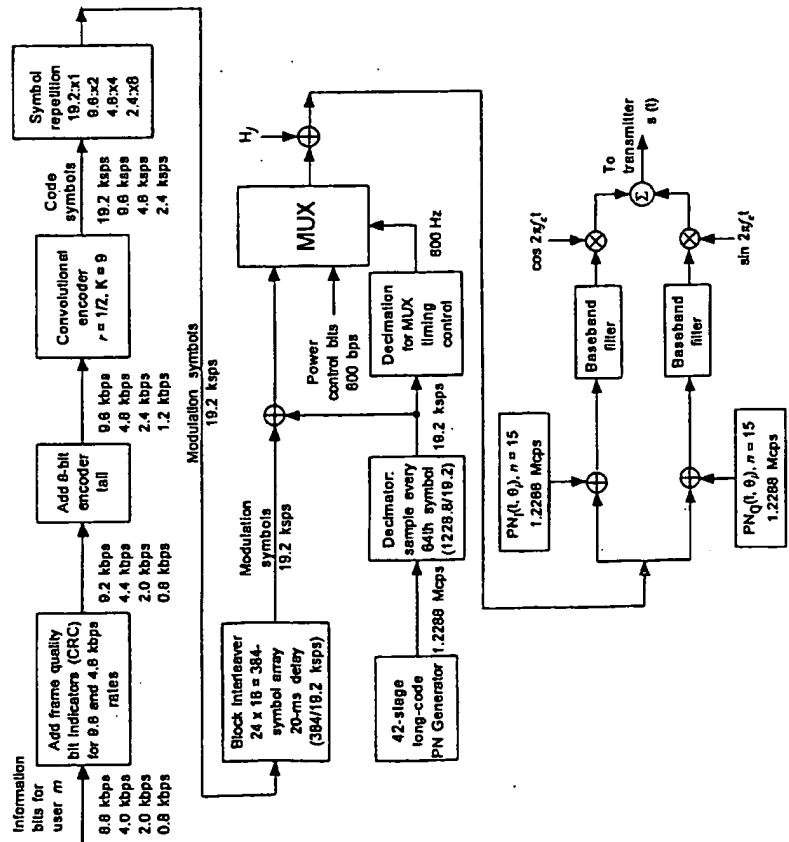 Information
bits for
user m
8.8 kbps
4.0 kbps
2.0 kbps
0.8 kbps
Add frame quality
bit indicators (CRC)
for 9.6 and 4.8 kbps
rates
9.2 kbps
4.4 kbps
2.0 kbps
0.8 kbps
Add 8-bit
encoder
tail
9.6 kbps
4.8 kbps
2.4 kbps
1.2 kbps
Convolutional
encoder
r = 1/2, K = 9
Code
symbols
19.2 ksps
9.6 ksps
4.8 ksps
2.4 ksps
Symbol
repetition
19.2:x1
9.6:x2
4.8:x4
2.4:x8
Modulation symbols
19.2 ksps
Block Interleaver
24 x 16 = 384-
symbol array
20-ms delay
(384/19.2 ksps)
Modulation
symbols
19.2 ksps
Power
control bits
800 bps
MUX
Hj
42-stage
long-code
PN Generator
1.2288 Mcps
Decimator:
sample every
64th symbol
(1228.8/19.2)
19.2 ksps
Decimation
for MUX
timing
control
800 Hz
PNI(t, θi), n = 15
1.2288 Mcps
Baseband
filter
cos 2πfct
PNQ(t, θi), n = 15
1.2288 Mcps
Baseband
filter
sin 2πfct
Σ
To
transmitter
s (t)